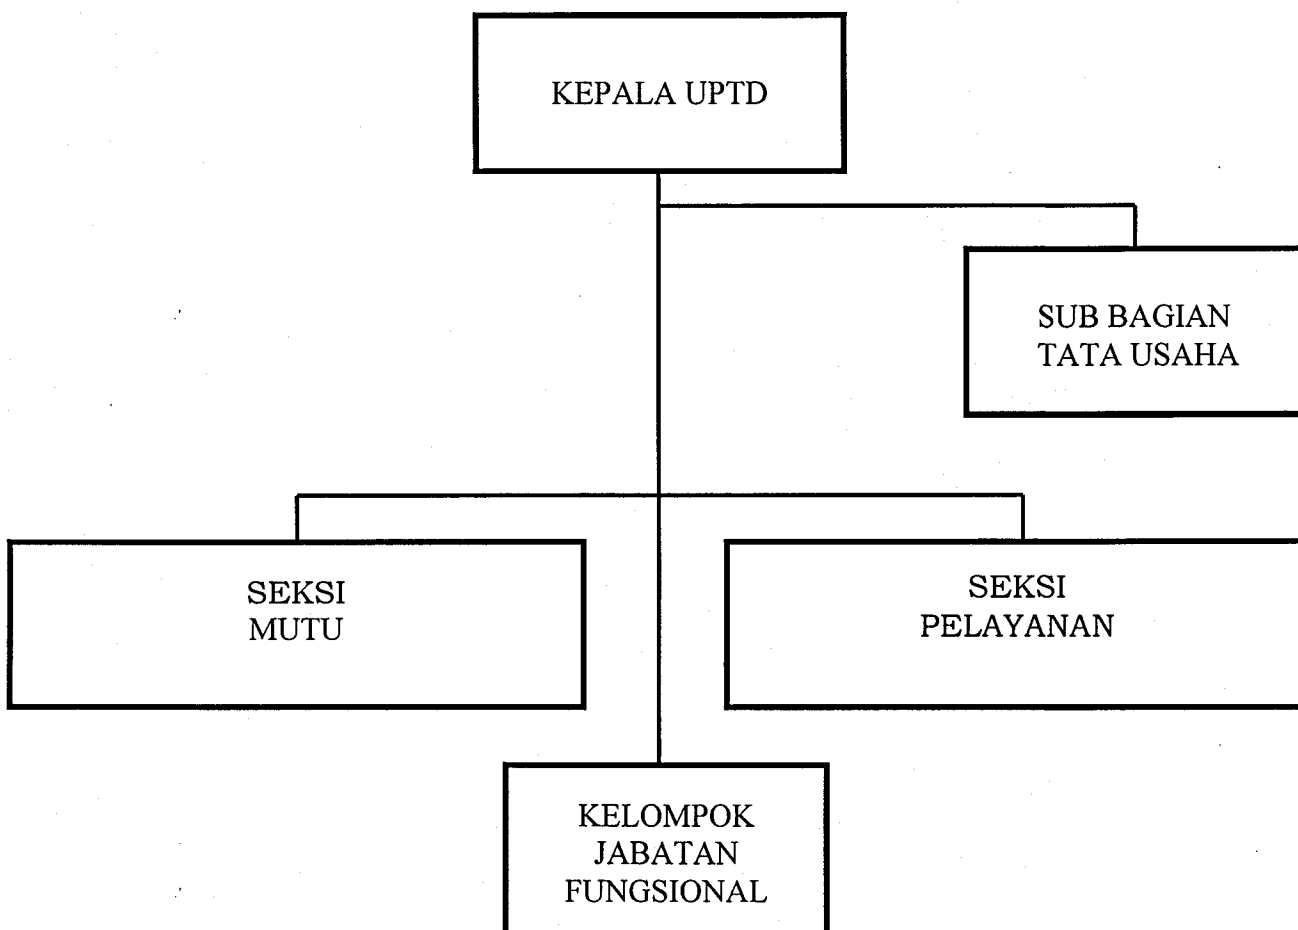 KEPALA UPTD
SUB BAGIAN
TATA USAHA
SEKSI
MUTU
SEKSI
PELAYANAN
KELOMPOK
JABATAN
FUNGSIONAL